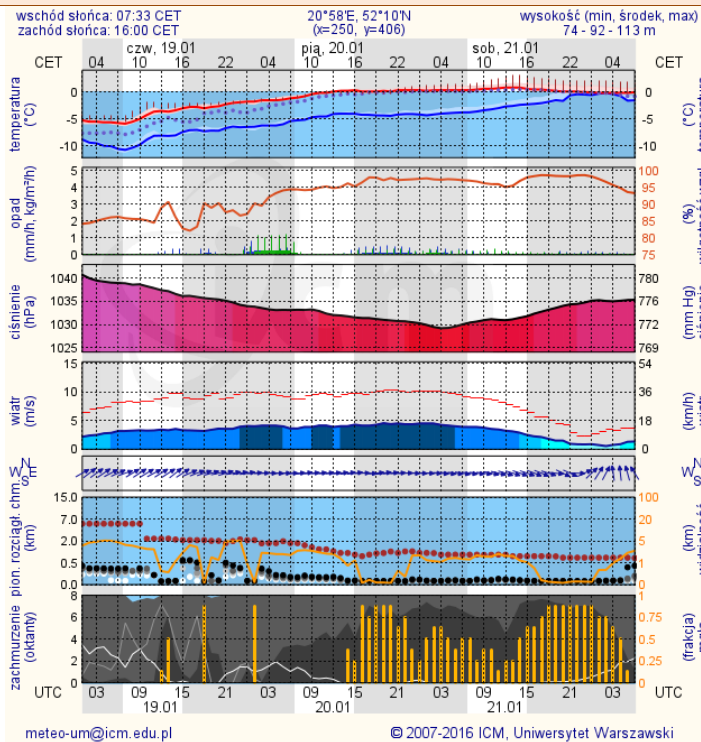 wschód słońca: 07:33 CET 20°58'E, 52°10'N wysokość (min, środek, max)
zachód słońca: 16:00 CET (x=250, y=406) 74 - 92 - 113 m
czw, 19.01 pią, 20.01 sob, 21.01
CET 04 10 16 22 04 10 16 22 04 10 16 22 04 CET
temperatura (°C)
0 -5 -10
0 -5 -10
(°C)
opad (mm/h, kg/m²/h)
5 4 3 2 1 0
100 95 90 85 80 75
(%)
ciśnienie (hPa)
1040 1035 1030 1025
780 776 772 769
(mm Hg)
wiatr (m/s)
15 10 5 0
54 36 18 0
(km/h)
N W E S
N W S
pion. rozciągł. chm. (km)
15.0 7.0 2.0 0.5 0.0
100 20 5 1 0
(km)
zachmurzenie (oktanty)
8 6 4 2 0
1 0.75 0.5 0.25 0
(frakcja)
UTC 03 09 15 21 03 09 15 21 03 09 15 21 03 UTC
19.01 20.01 21.01
meteo-um@icm.edu.pl © 2007-2016 ICM, Uniwersytet Warszawski